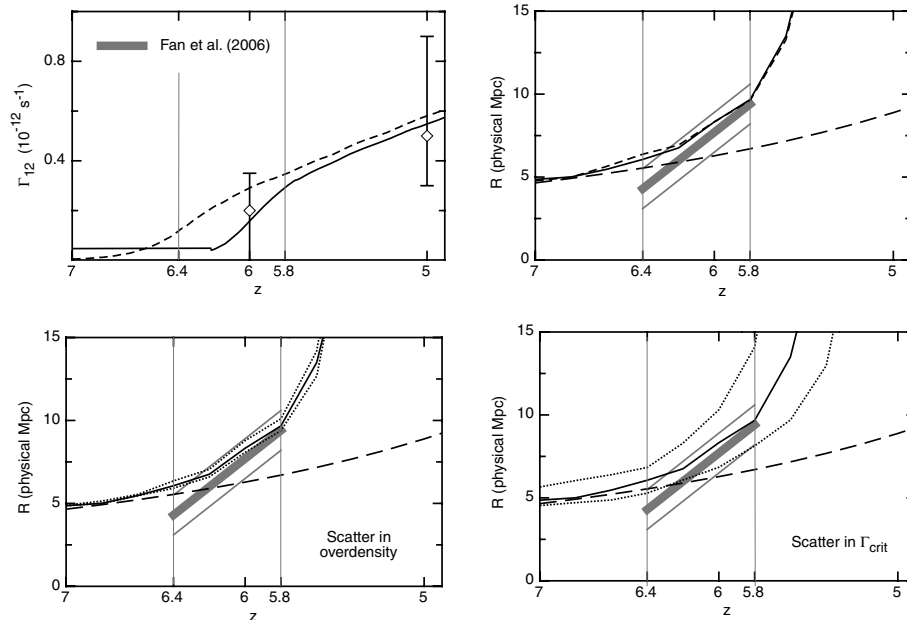 Fan et al. (2006)
Γ12 (10-12 s-1)
0.8
0.4
7
6.4
6
5.8
5
z
R (physical Mpc)
15
10
5
0
7
6.4
6
5.8
5
z
R (physical Mpc)
15
10
5
0
Scatter in
overdensity
7
6.4
5.8
5
z
R (physical Mpc)
15
10
5
0
Scatter in Γcrit
7
6.4
6
5.8
5
z